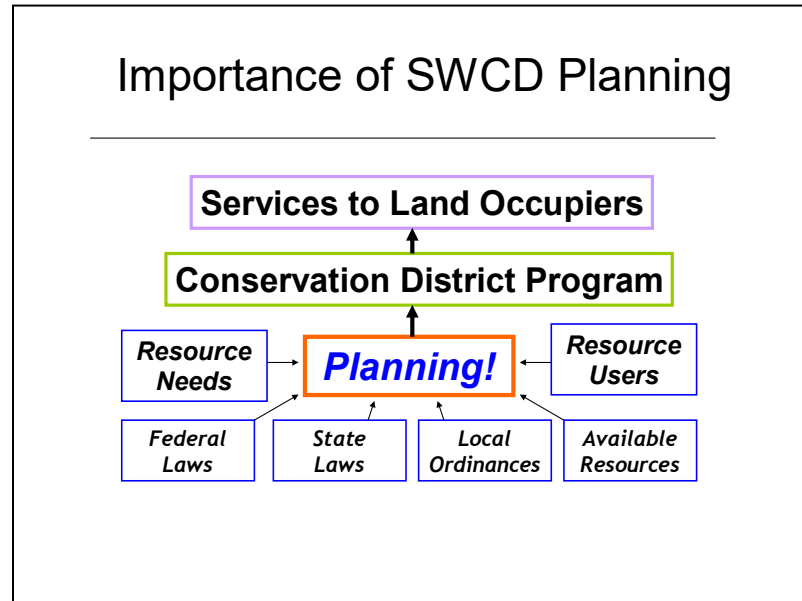 Importance of SWCD Planning
Services to Land Occupiers
Conservation District Program
Resource
Needs
Planning!
Resource
Users
Federal
Laws
State
Laws
Local
Ordinances
Available
Resources